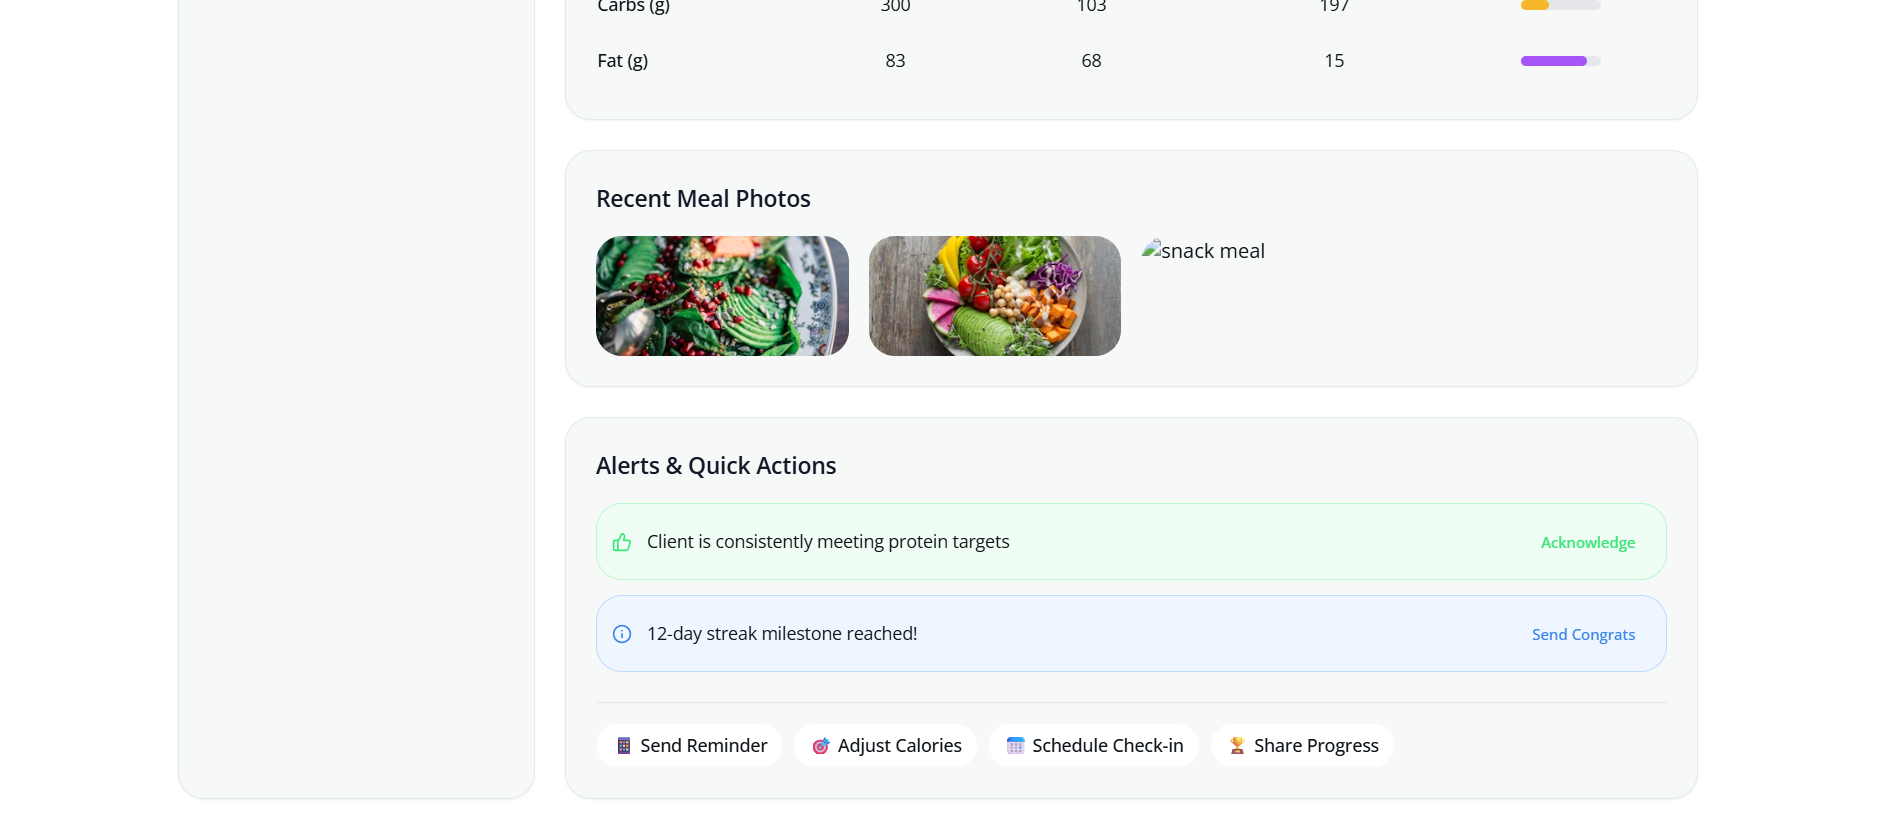 Carbs (g) 300 103 197
Fat (g) 83 68 15
Recent Meal Photos
snack meal
Alerts & Quick Actions
Client is consistently meeting protein targets Acknowledge
12-day streak milestone reached! Send Congrats
Send Reminder Adjust Calories Schedule Check-in Share Progress